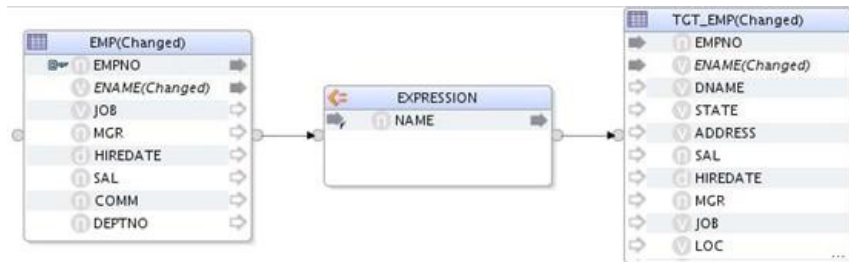 EMP(Changed)
EMPNO
ENAME(Changed)
JOB
MGR
HIREDATE
SAL
COMM
DEPTNO
EXPRESSION
NAME
TGT_EMP(Changed)
EMPNO
ENAME(Changed)
DNAME
STATE
ADDRESS
SAL
HIREDATE
MGR
JOB
LOC
...